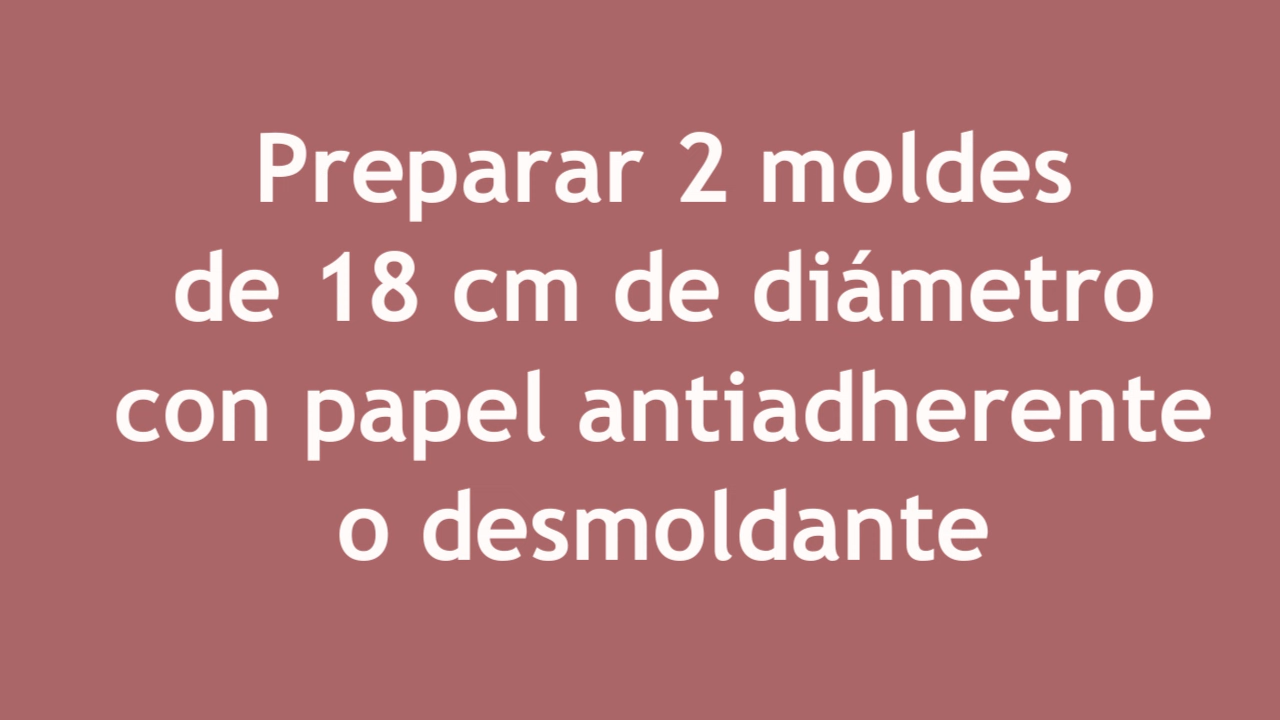 Preparar 2 moldes
de 18 cm de diámetro
con papel antiadherente
o desmoldante